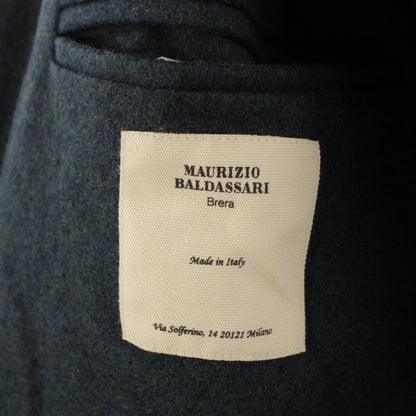 MAURIZIO
BALDASSARI
Brera
Made in Italy
Via Solferino, 14 20121 Milano